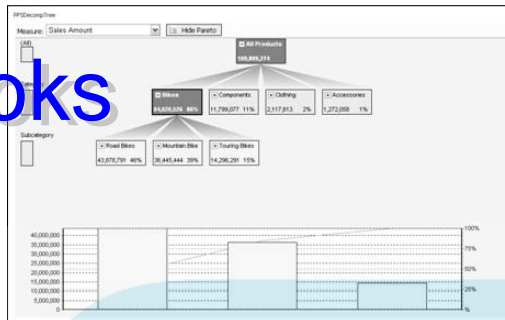 PPSDecompTree
Measure: Sales Amount Hide Pareto
(All)
All Products
109,809,274
oks
Category
Bikes Components Clothing Accessories
94,620,526 86% 11,799,077 11% 2,117,613 2% 1,272,058 1%
Subcategory
Road Bikes Mountain Bike Touring Bikes
43,878,791 46% 36,445,444 39% 14,296,291 15%
40,000,000 100%
35,000,000
30,000,000 75%
25,000,000
20,000,000 50%
15,000,000
10,000,000 25%
5,000,000
0 %